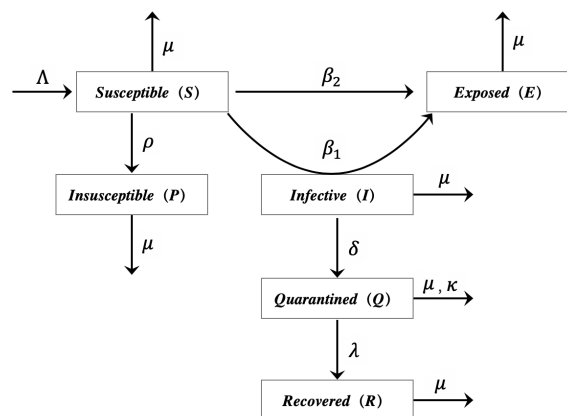 μ
μ
Λ
Susceptible (S)
β₂
Exposed (E)
ρ
β₁
Insusceptible (P)
Infective (I)
μ
μ
δ
Quarantined (Q)
μ , κ
λ
Recovered (R)
μ